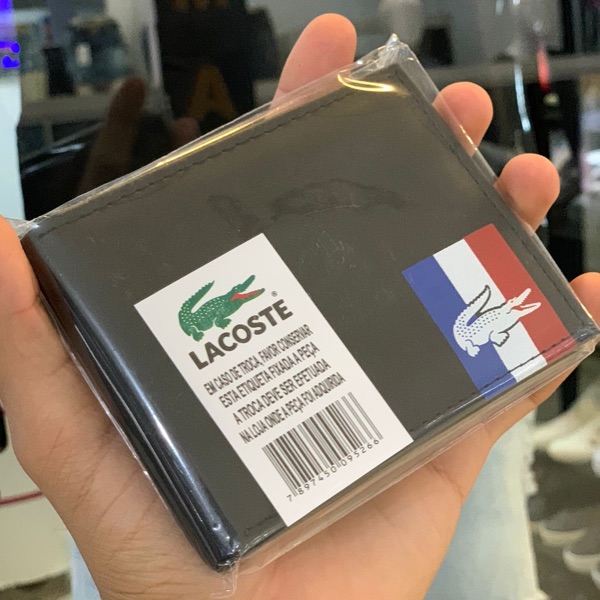 LACOSTE
EM CASO DE TROCA, FAVOR CONSERVAR
ESTA ETIQUETA FIXADA A PEÇA
A TROCA DEVE SER EFETUADA
NA LOJA ONDE A PEÇA FOI ADQUIRIDA
7897450095266